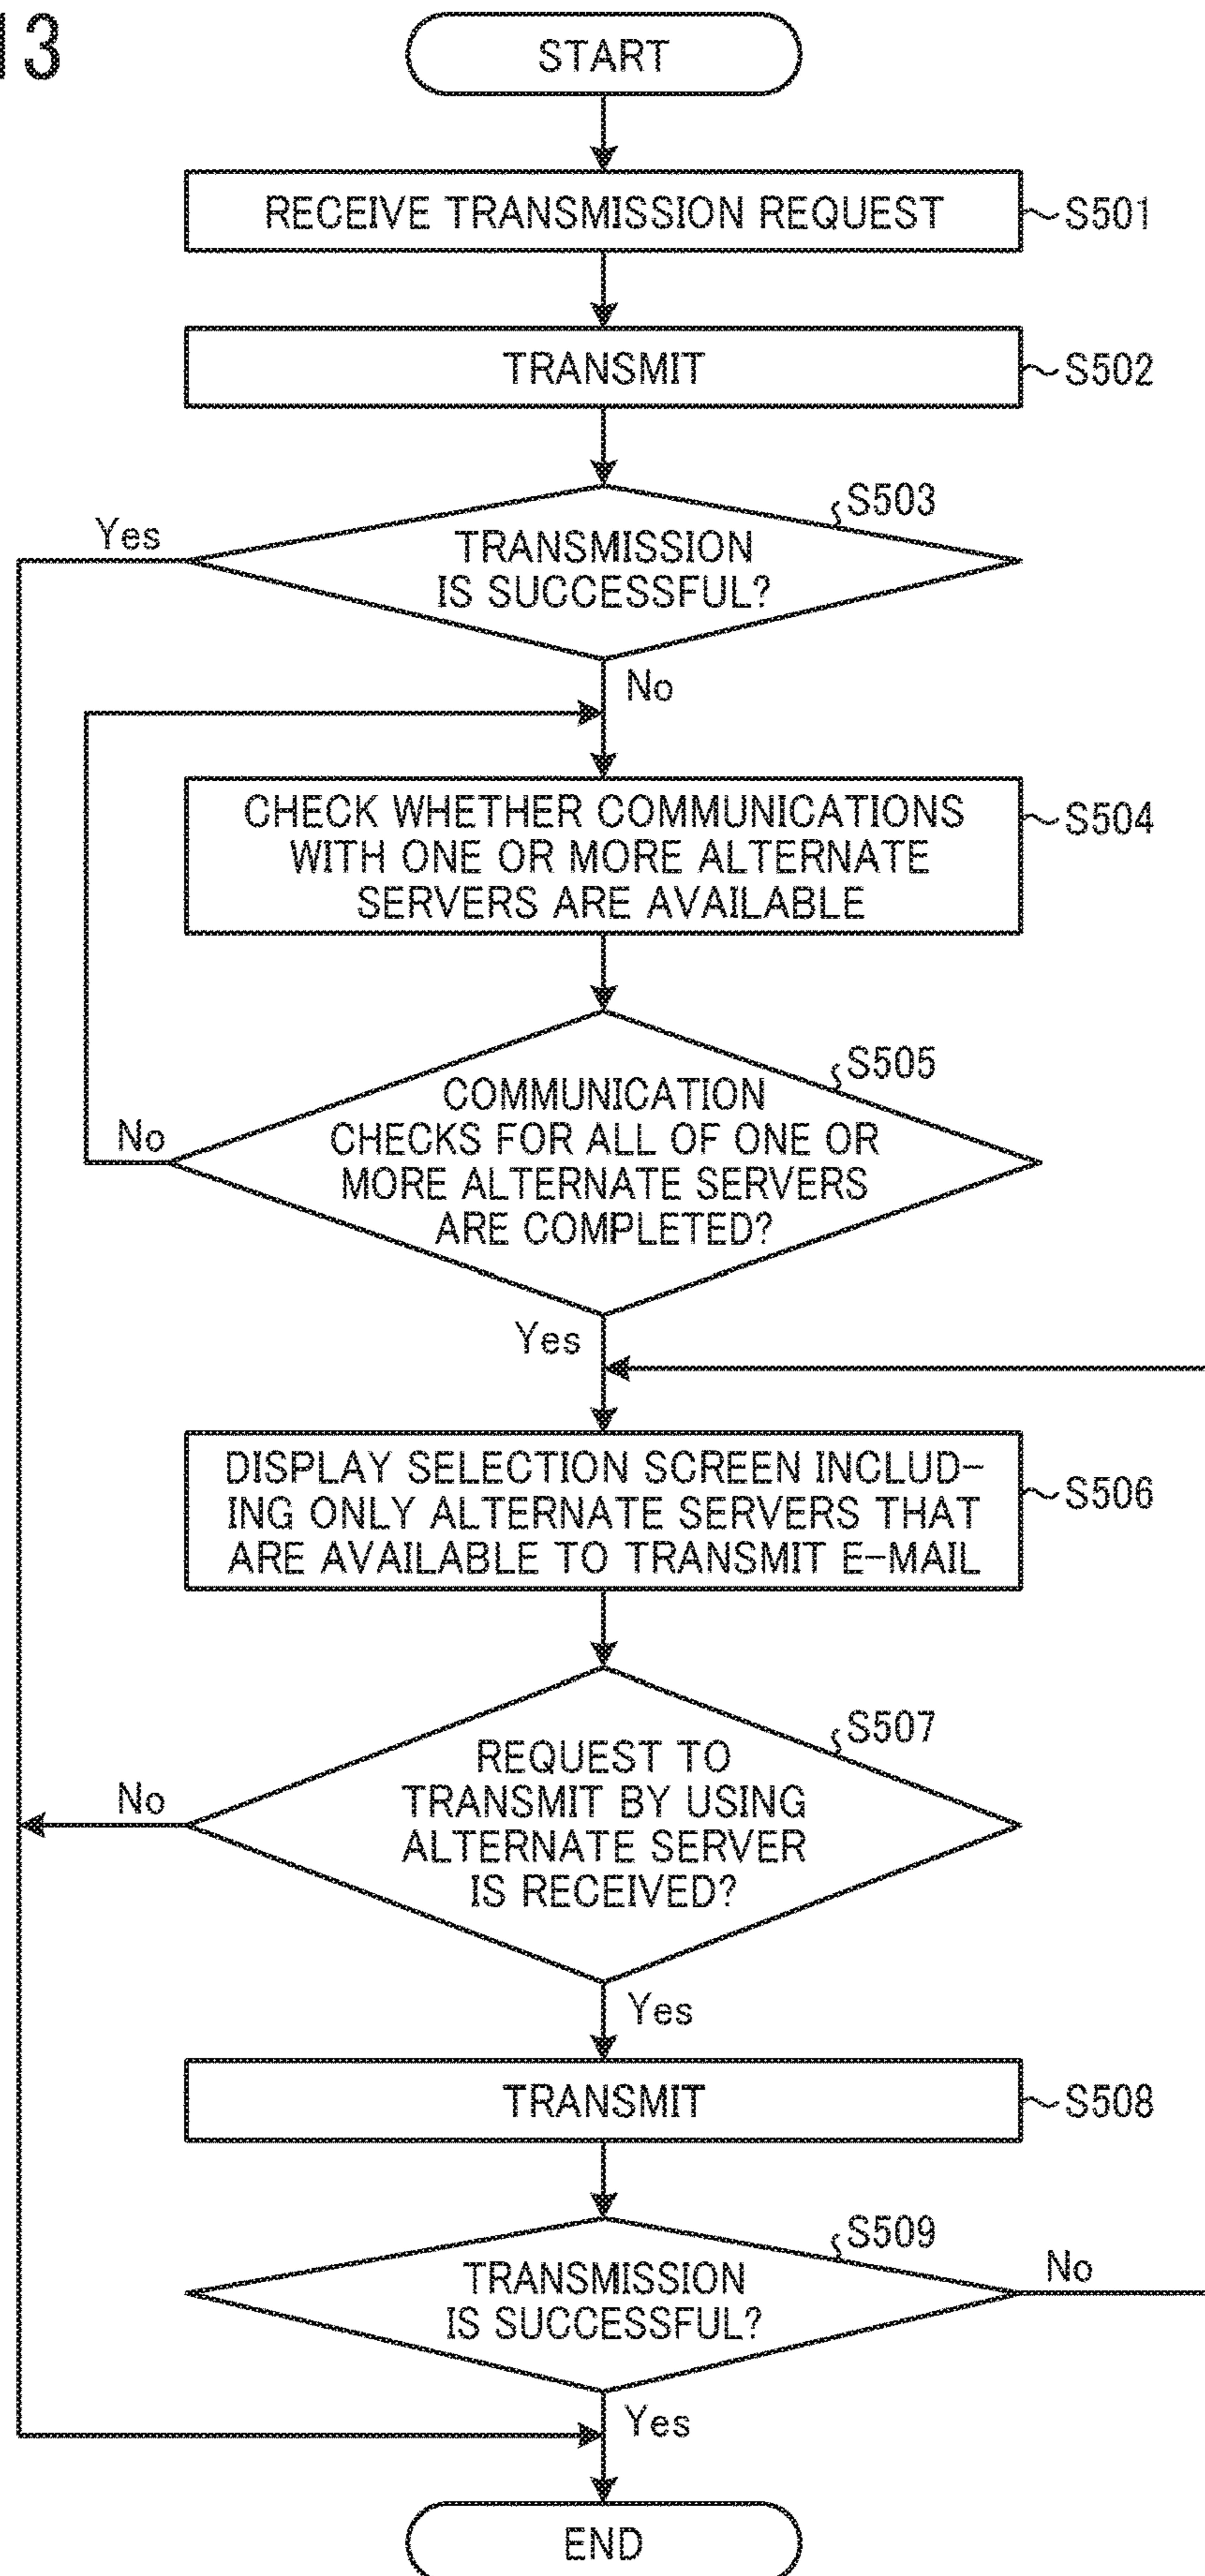 13
START
RECEIVE TRANSMISSION REQUEST
S501
TRANSMIT
S502
S503
Yes
TRANSMISSION
IS SUCCESSFUL?
No
CHECK WHETHER COMMUNICATIONS
WITH ONE OR MORE ALTERNATE
SERVERS ARE AVAILABLE
S504
S505
COMMUNICATION
CHECKS FOR ALL OF ONE OR
MORE ALTERNATE SERVERS
ARE COMPLETED?
No
Yes
DISPLAY SELECTION SCREEN INCLUD-
ING ONLY ALTERNATE SERVERS THAT
ARE AVAILABLE TO TRANSMIT E-MAIL
S506
S507
REQUEST TO
TRANSMIT BY USING
ALTERNATE SERVER
IS RECEIVED?
No
Yes
TRANSMIT
S508
S509
TRANSMISSION
IS SUCCESSFUL?
No
Yes
END